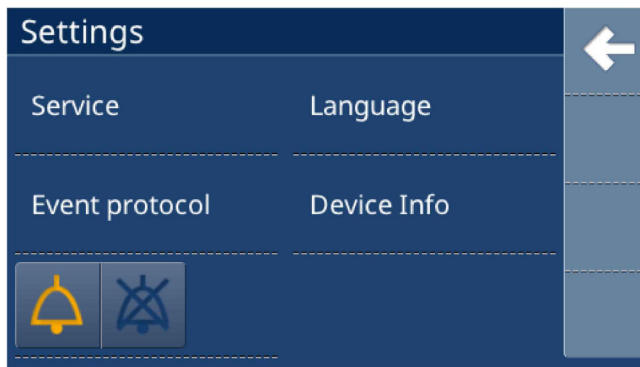 Settings
Service
Language
Event protocol
Device Info